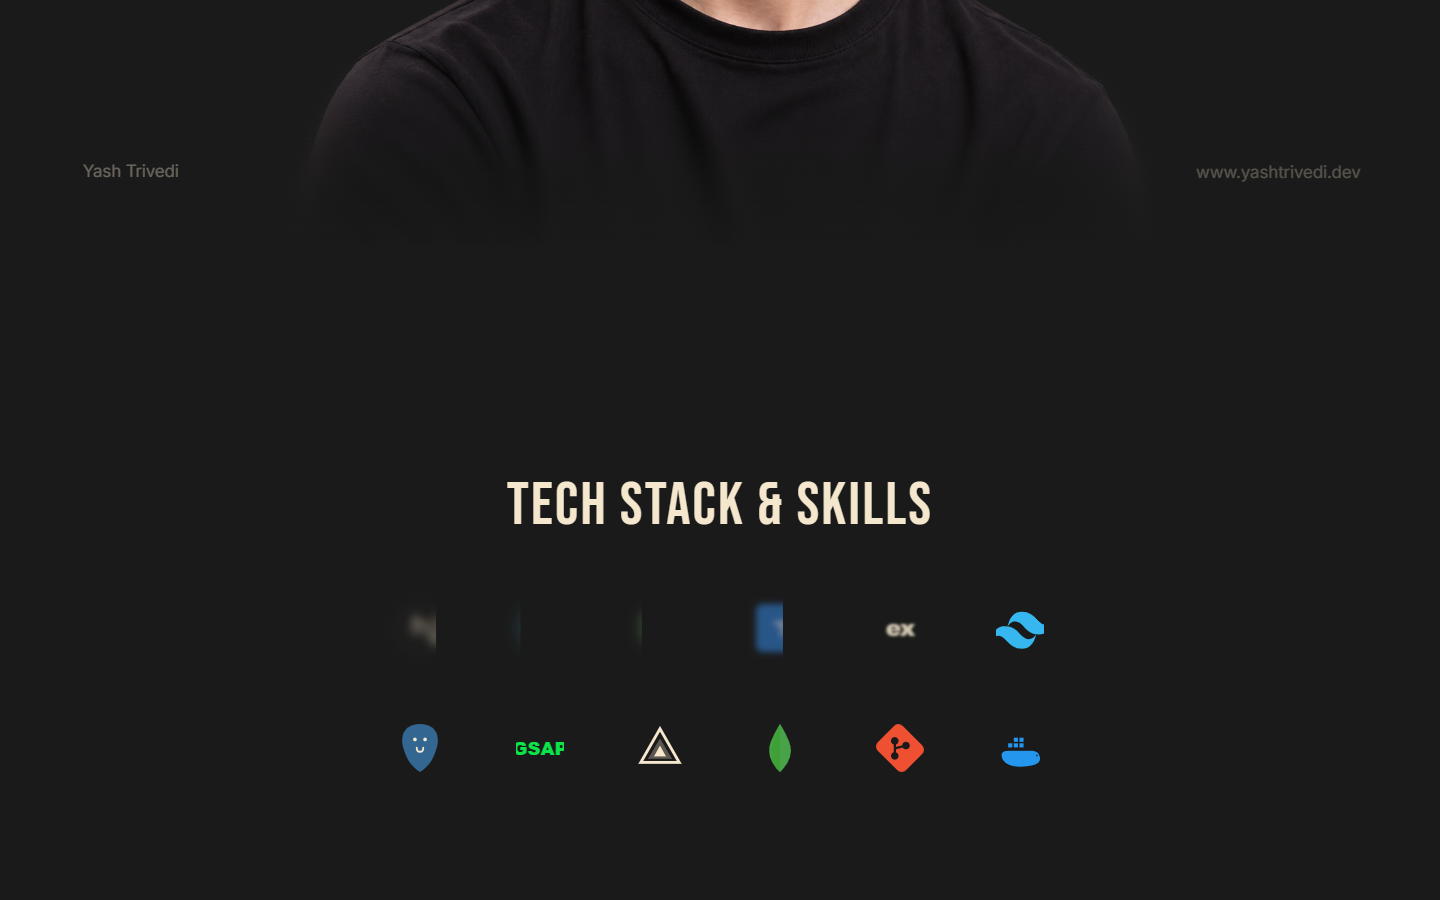 Yash Trivedi
www.yashtrivedi.dev
TECH STACK & SKILLS
ex
GSAP